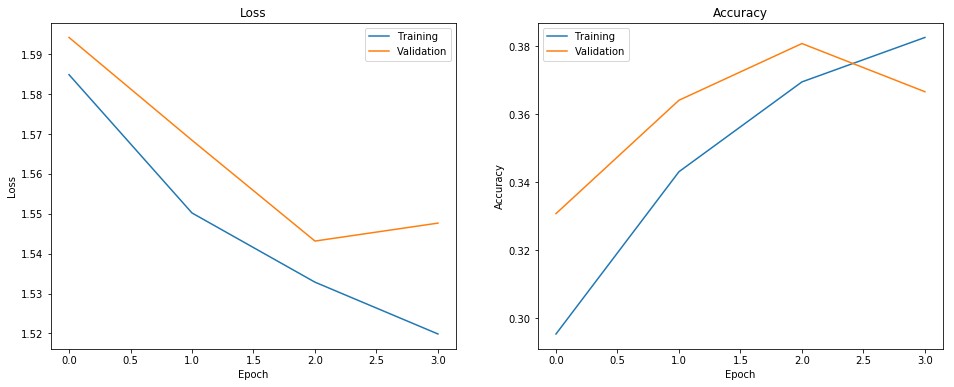 Loss
Training
Validation
1.59
1.58
1.57
1.56
1.55
1.54
1.53
1.52
Loss
0.0 0.5 1.0 1.5 2.0 2.5 3.0
Epoch
Accuracy
Training
Validation
0.38
0.36
0.34
0.32
0.30
Accuracy
0.0 0.5 1.0 1.5 2.0 2.5 3.0
Epoch